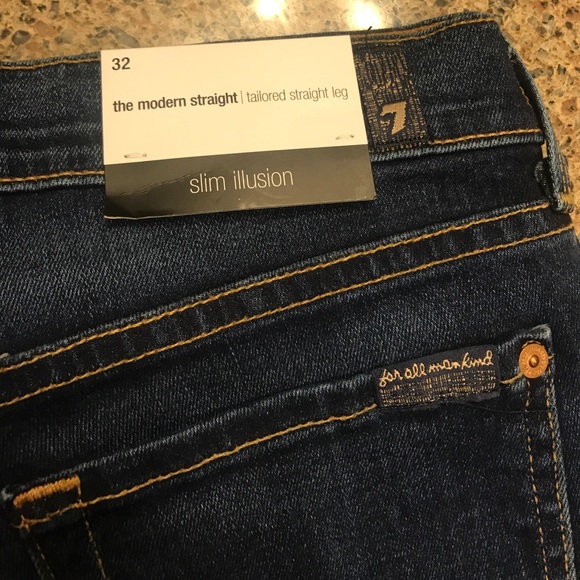 32
the modern straight | tailored straight leg
7
slim illusion
for all mankind